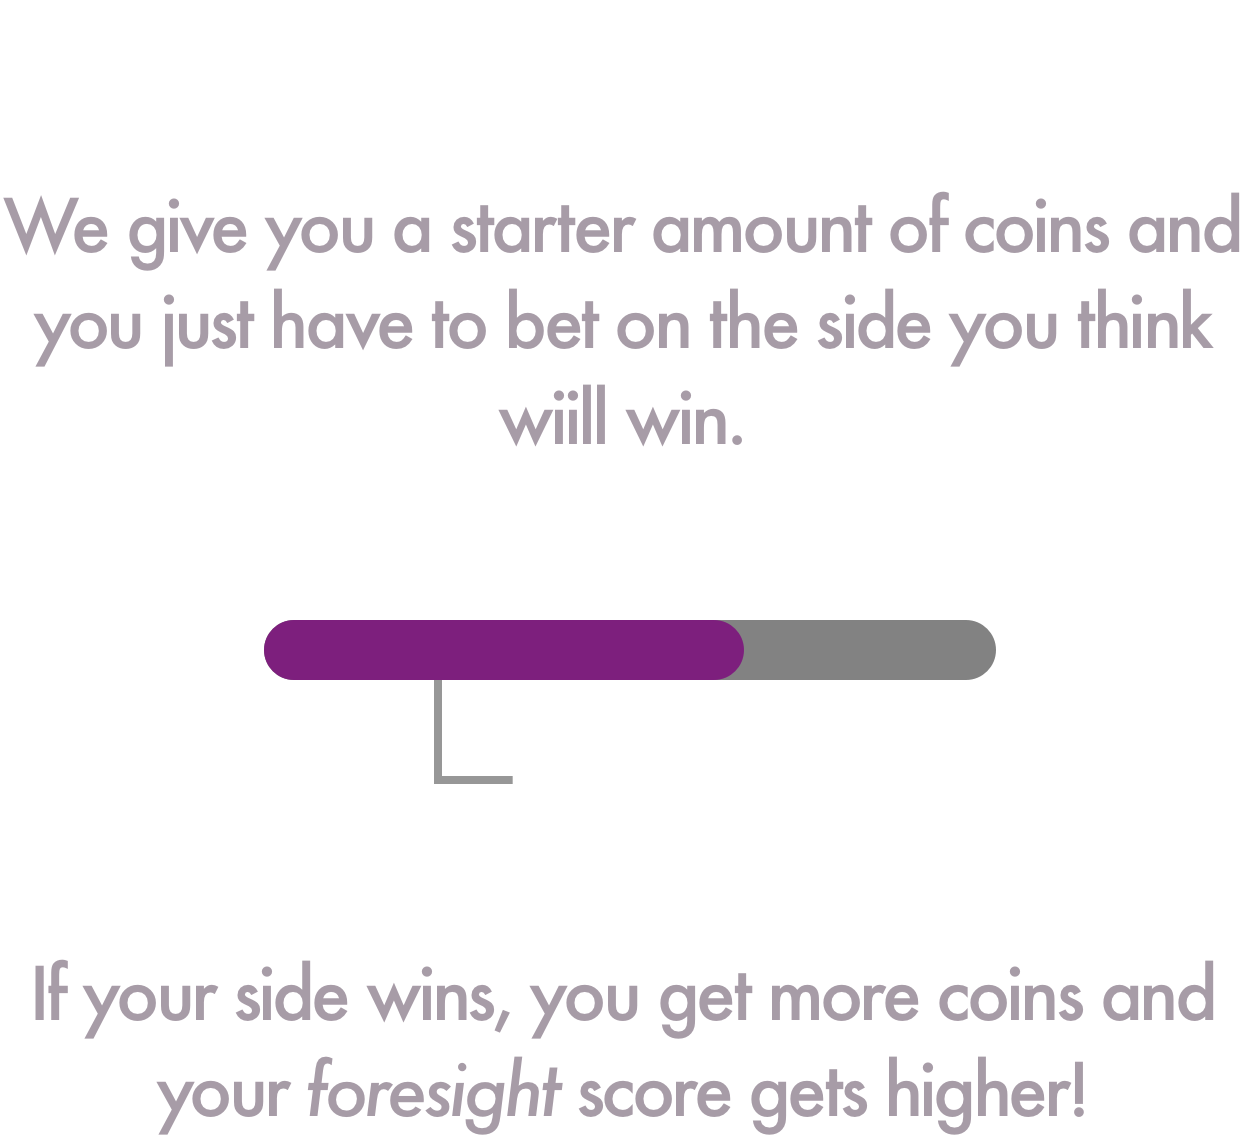 We give you a starter amount of coins and
you just have to bet on the side you think
wiill win.
If your side wins, you get more coins and
your foresight score gets higher!